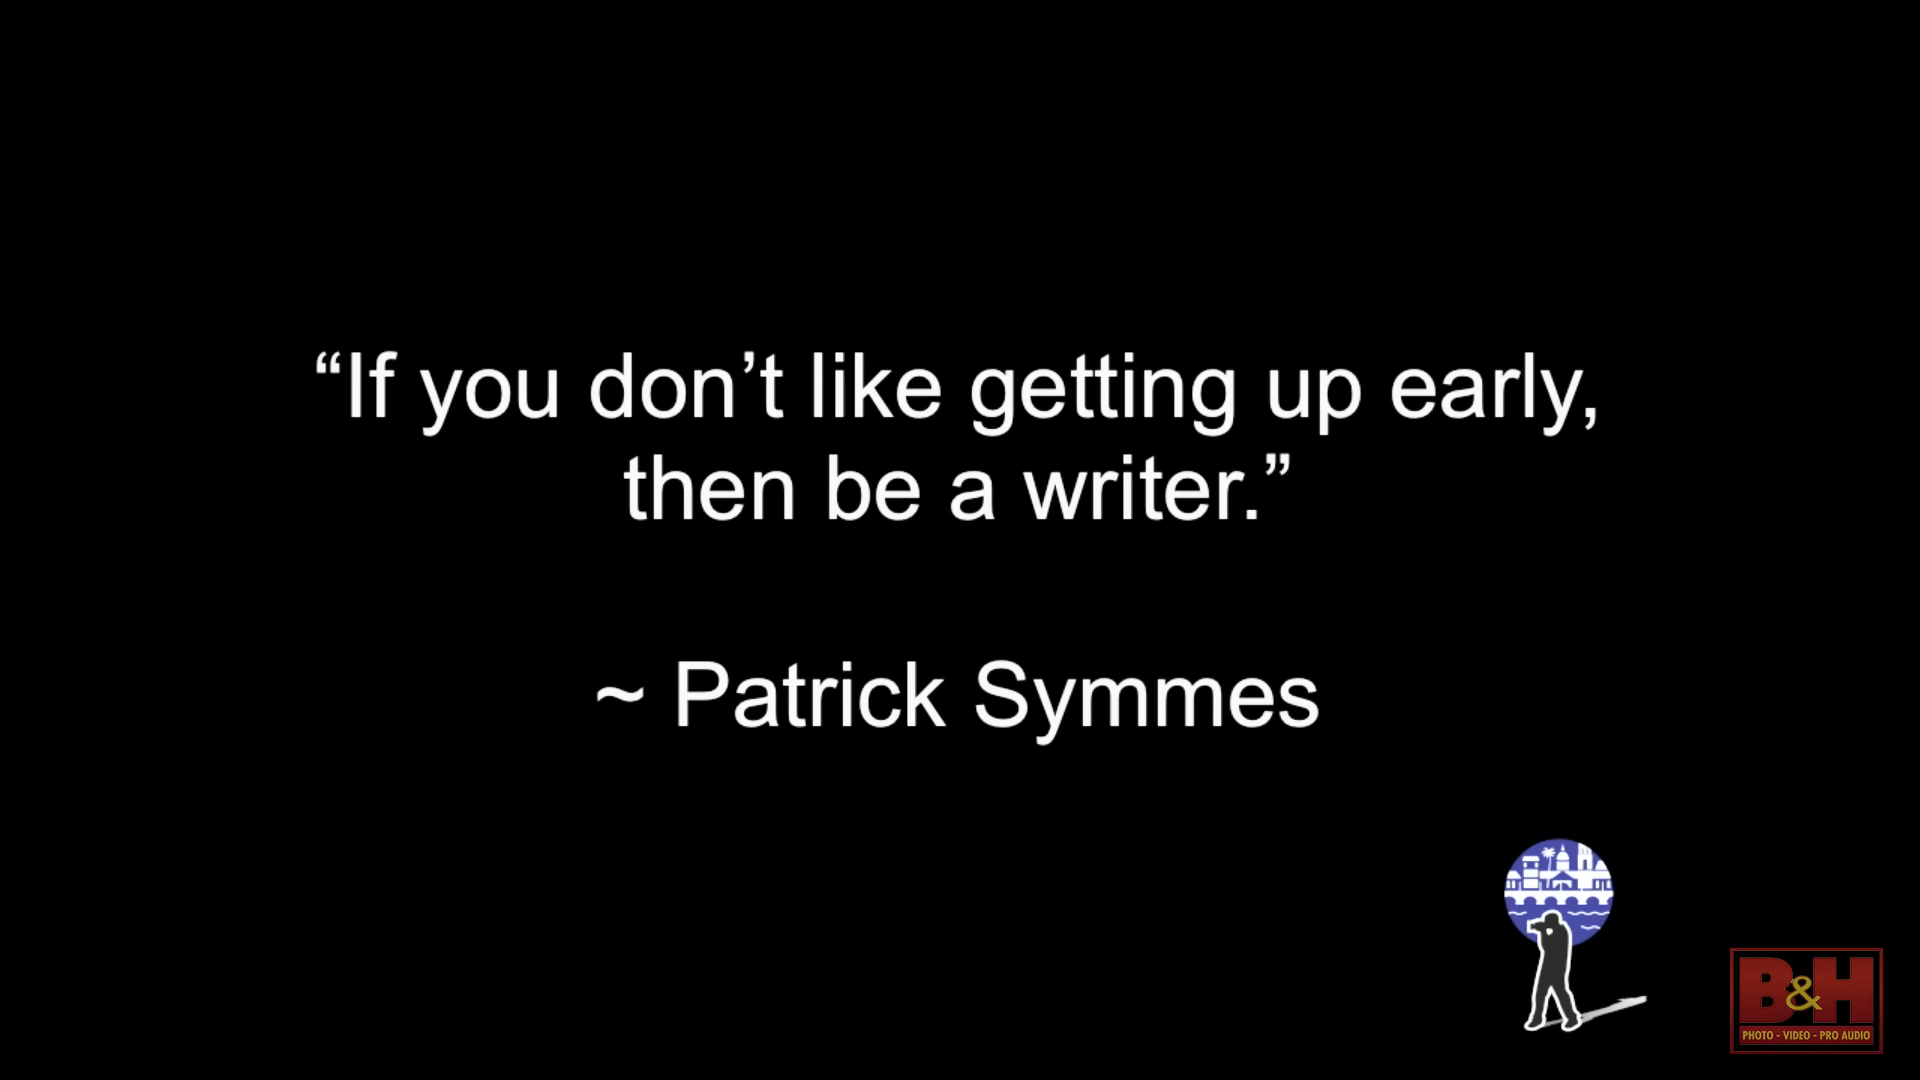 “If you don’t like getting up early,
then be a writer.”
~ Patrick Symmes
B&H
PHOTO - VIDEO - PRO AUDIO